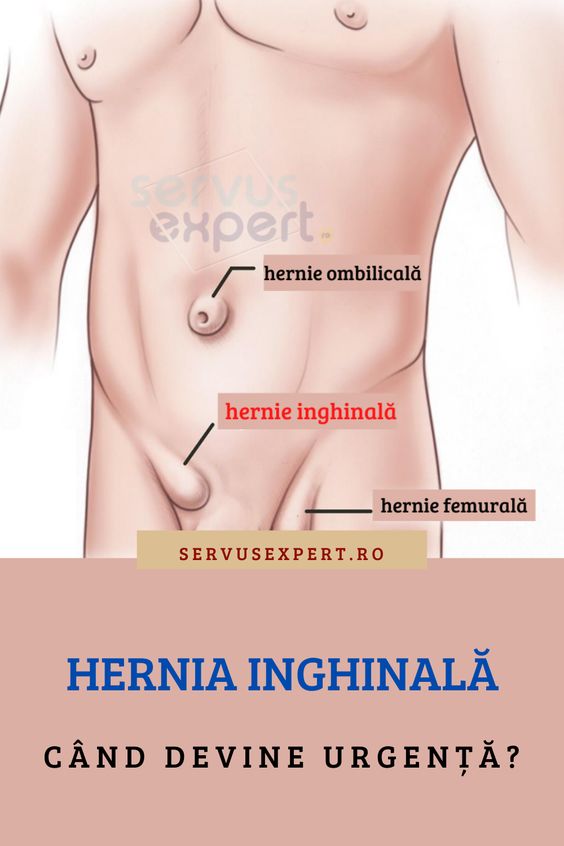 servus
expert.ro
hernie ombilicală
hernie inghinală
hernie femurală
SERVUSEXPERT.RO
HERNIA INGHINALĂ
CÂND DEVINE URGENȚĂ?